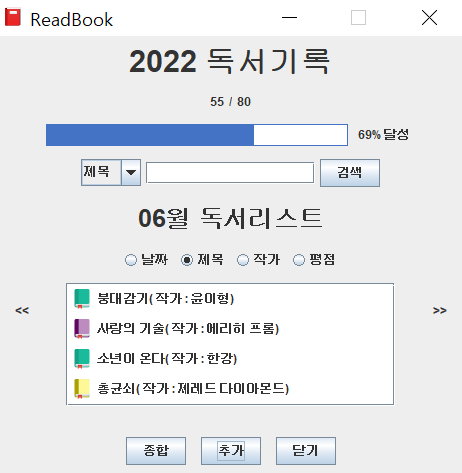 ReadBook
2022 독서기록
55 / 80
69% 달성
제목 검색
06월 독서리스트
날짜 제목 작가 평점
붕대감기(작가:윤이형)
<< >>
사랑의 기술(작가:에리히 프롬)
소년이 온다(작가:한강)
총균쇠(작가:제레드 다이아몬드)
종합 추가 닫기